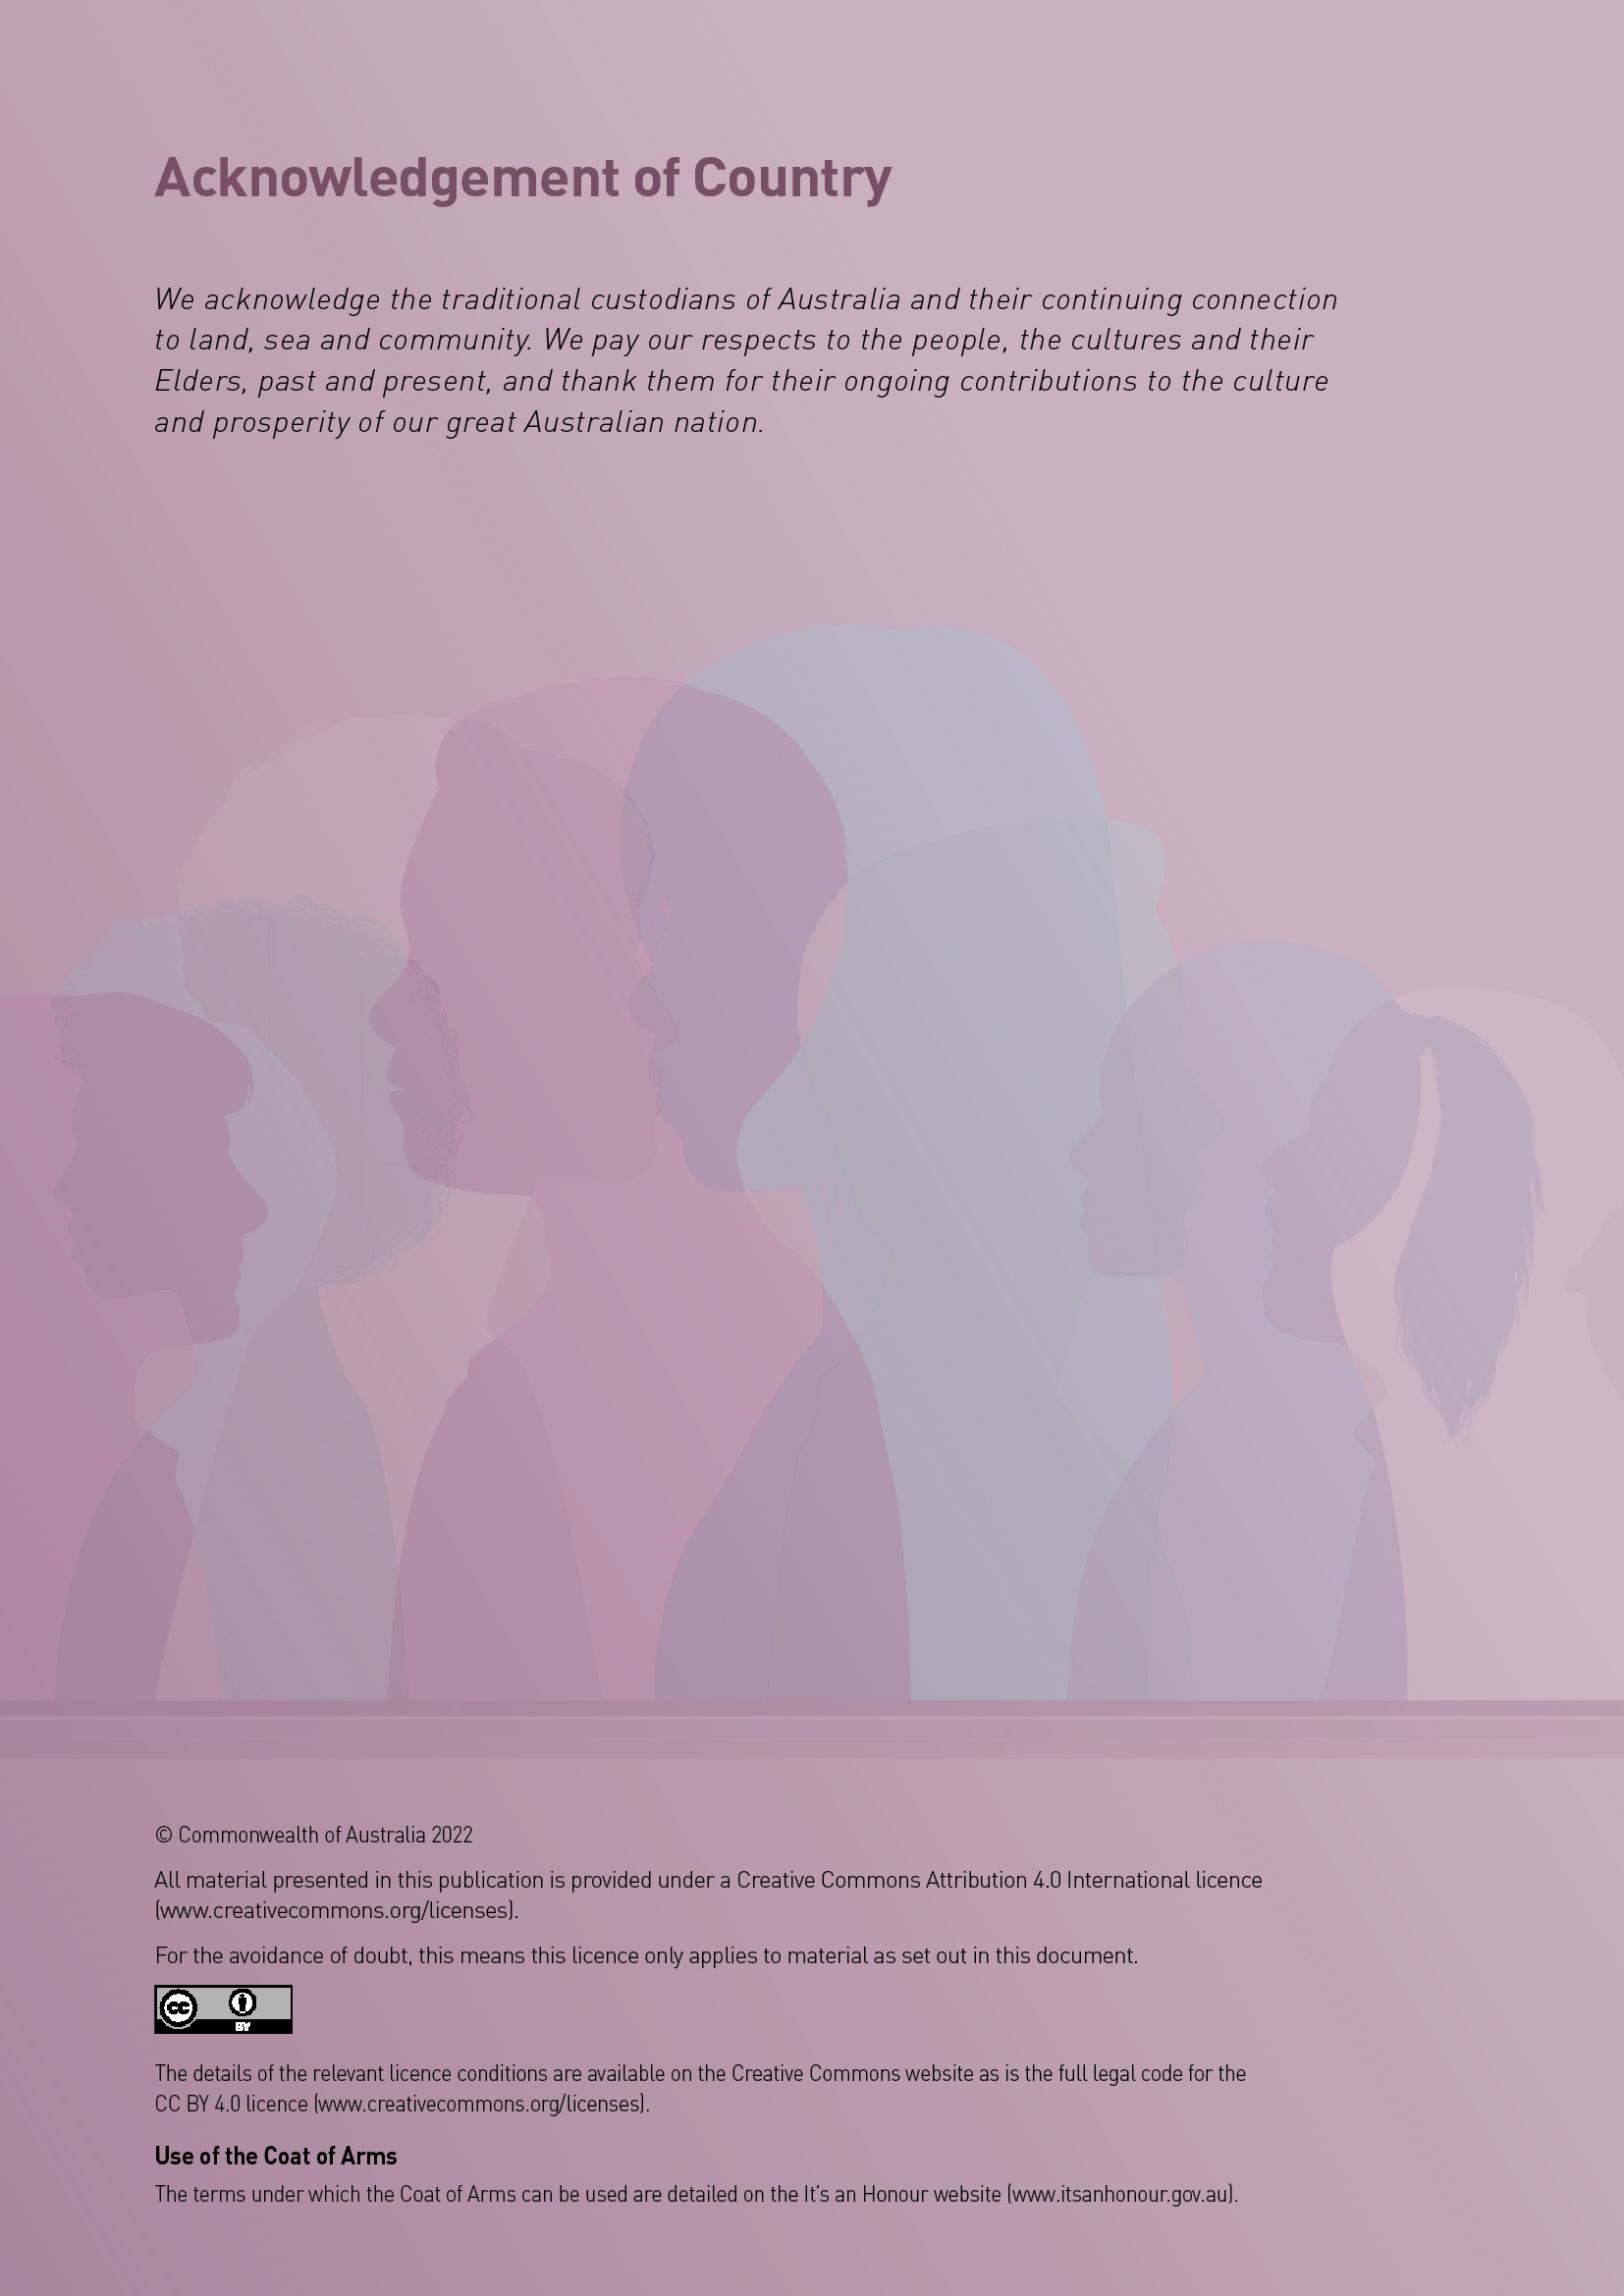 Acknowledgement of Country
We acknowledge the traditional custodians of Australia and their continuing connection
to land, sea and community. We pay our respects to the people, the cultures and their
Elders, past and present, and thank them for their ongoing contributions to the culture
and prosperity of our great Australian nation.
© Commonwealth of Australia 2022
All material presented in this publication is provided under a Creative Commons Attribution 4.0 International licence
(www.creativecommons.org/licenses).
For the avoidance of doubt, this means this licence only applies to material as set out in this document.
cc
BY
The details of the relevant licence conditions are available on the Creative Commons website as is the full legal code for the
CC BY 4.0 licence (www.creativecommons.org/licenses).
Use of the Coat of Arms
The terms under which the Coat of Arms can be used are detailed on the It’s an Honour website (www.itsanhonour.gov.au).